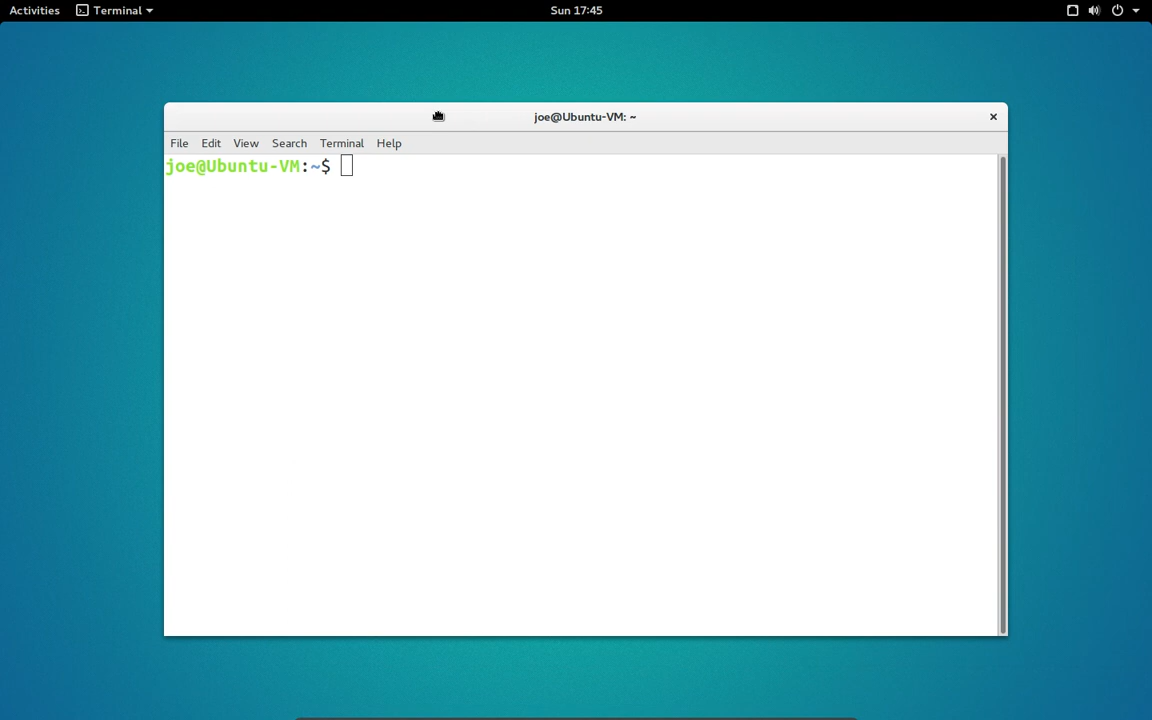 Activities Terminal Sun 17:45
joe@Ubuntu-VM: ~
File Edit View Search Terminal Help
joe@Ubuntu-VM:~$